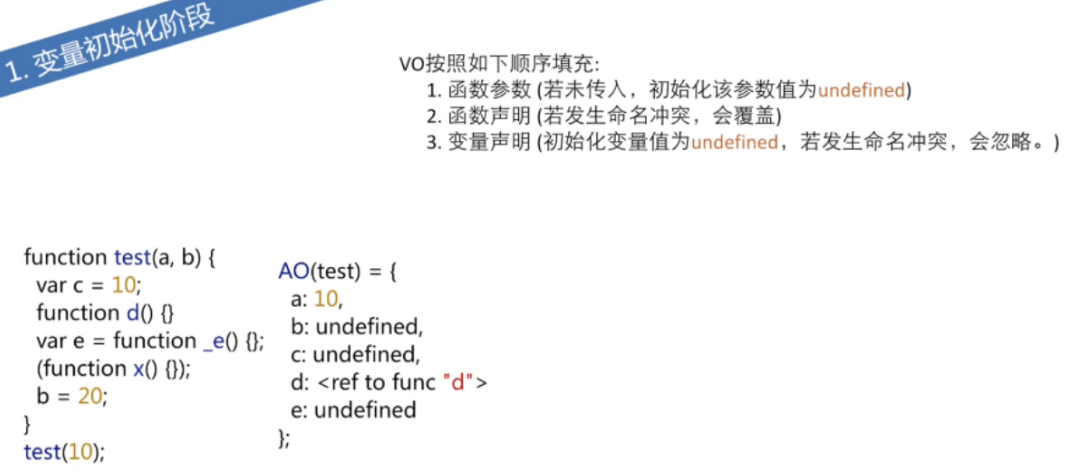 1. 变量初始化阶段
VO按照如下顺序填充:
1. 函数参数 (若未传入，初始化该参数值为undefined)
2. 函数声明 (若发生命名冲突，会覆盖)
3. 变量声明 (初始化变量值为undefined，若发生命名冲突，会忽略。)
function test(a, b) {
var c = 10;
function d() {}
var e = function _e() {};
(function x() {});
b = 20;
}
test(10);
AO(test) = {
a: 10,
b: undefined,
c: undefined,
d: <ref to func "d">
e: undefined
};